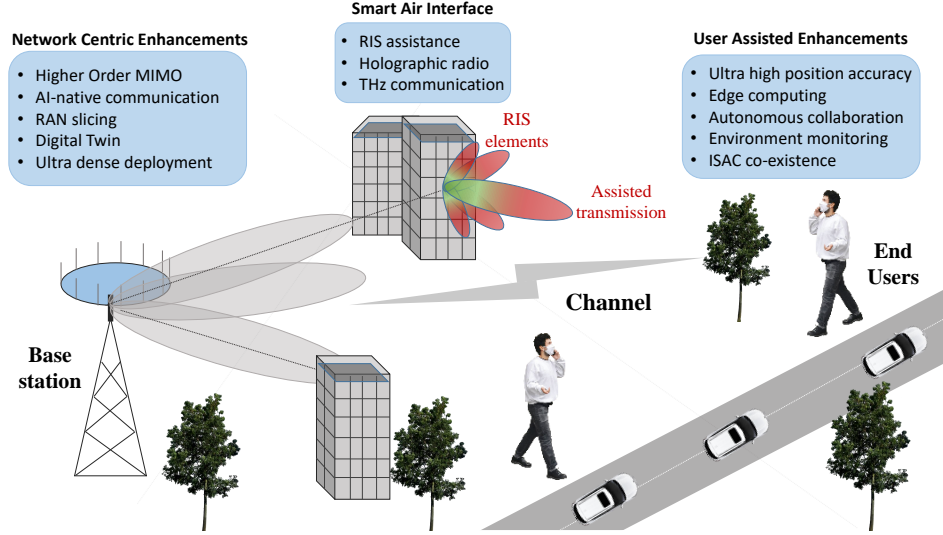 Network Centric Enhancements
• Higher Order MIMO
• AI-native communication
• RAN slicing
• Digital Twin
• Ultra dense deployment
Smart Air Interface
• RIS assistance
• Holographic radio
• THz communication
User Assisted Enhancements
• Ultra high position accuracy
• Edge computing
• Autonomous collaboration
• Environment monitoring
• ISAC co-existence
RIS
elements
Assisted
transmission
End
Users
Channel
Base
station